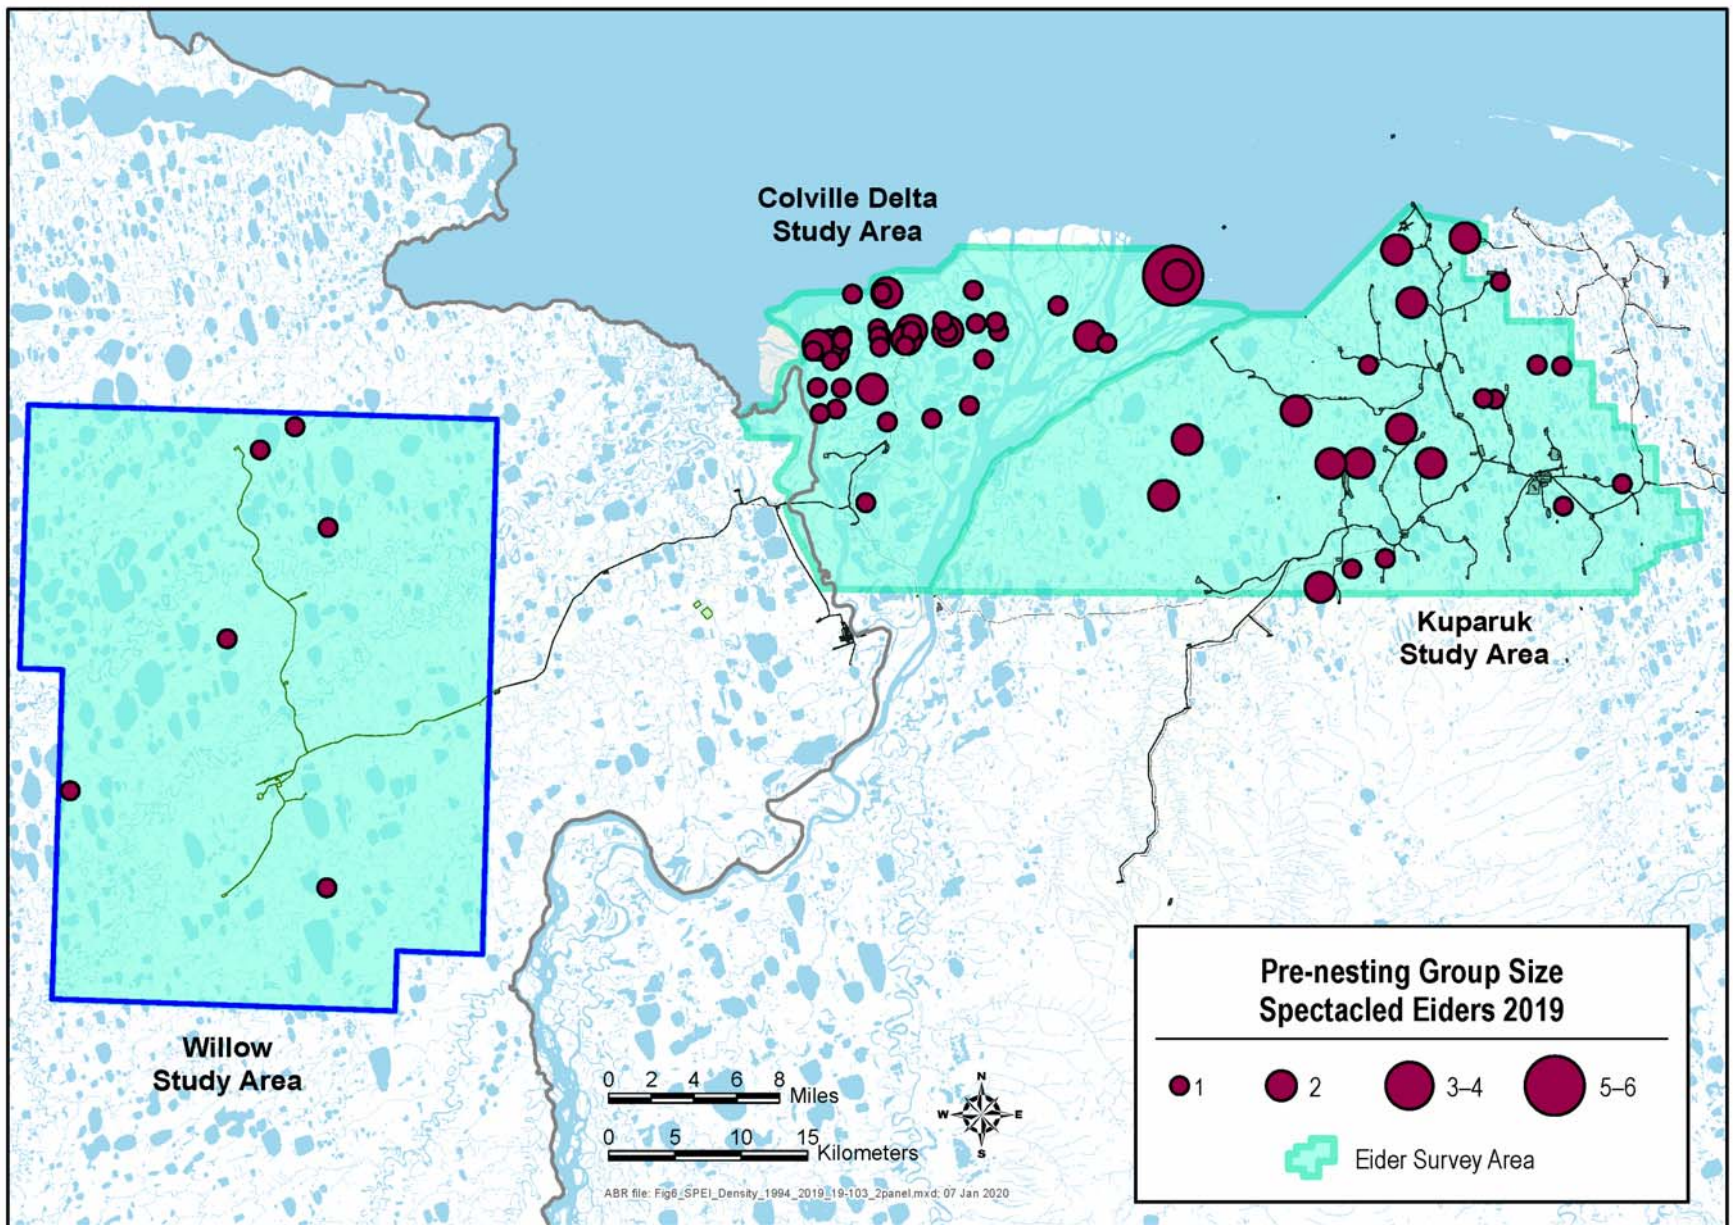 Colville Delta
Study Area
Kuparuk
Study Area
Willow
Study Area
Pre-nesting Group Size
Spectacled Eiders 2019
1 2 3–4 5–6
Eider Survey Area
0 2 4 6 8
Miles
0 5 10 15
Kilometers
N
W E
S
ABR file: Fig6_SPEI_Density_1994_2019_19-103_2panel.mxd; 07 Jan 2020